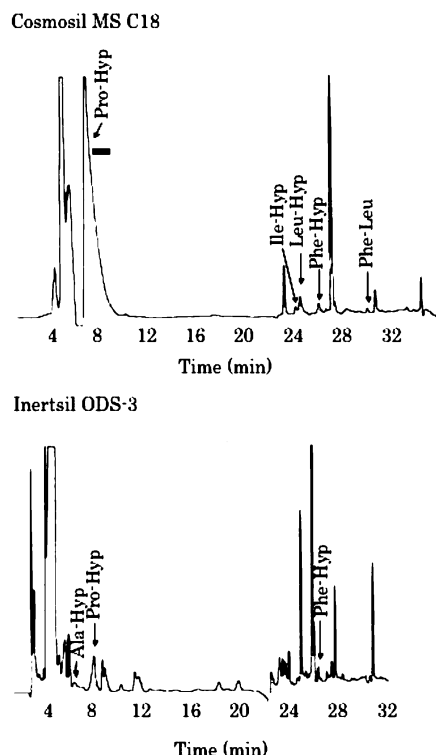 Cosmosil MS C18
Pro-Hyp
Ile-Hyp
Leu-Hyp
Phe-Hyp
Phe-Leu
4 8 12 16 20 24 28 32
Time (min)
Inertsil ODS-3
Ala-Hyp
Pro-Hyp
Phe-Hyp
4 8 12 16 20 24 28 32
Time (min)